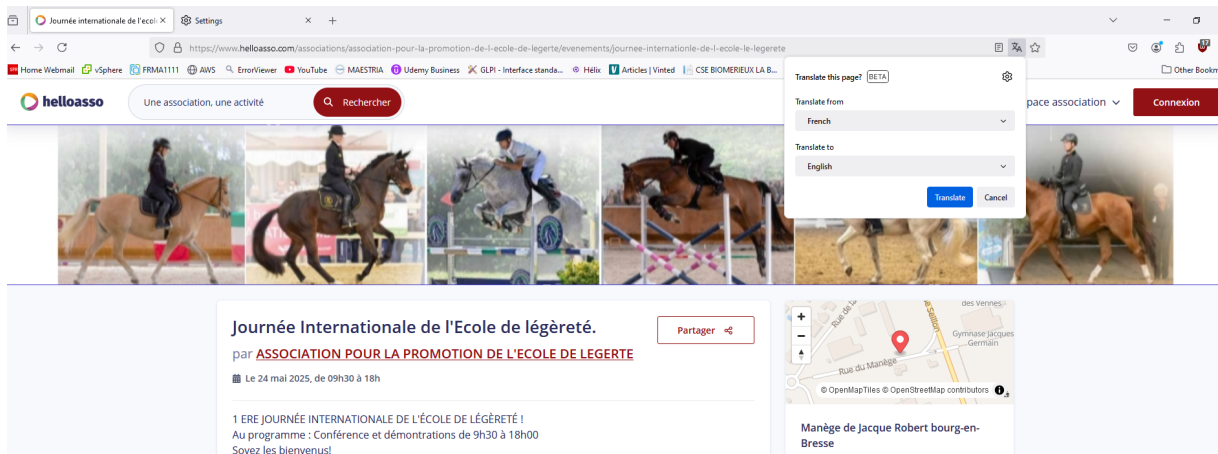 Journée internationale de l'ecol
Settings
https://www.helloasso.com/associations/association-pour-la-promotion-de-l-ecole-de-legerte/evenements/journee-internationle-de-l-ecole-le-legerete
Home Webmail
vSphere
FRMA1111
AWS
ErrorViewer
YouTube
MAESTRIA
Udemy Business
GLPI - Interface standa...
Hélix
Articles | Vinted
CSE BIOMERIEUX LA B...
Other Bookm
Translate this page? BETA
Translate from
French
Translate to
English
Translate
Cancel
helloasso
Une association, une activité
Rechercher
pace association
Connexion
Journée Internationale de l'Ecole de légèreté.
Partager
par ASSOCIATION POUR LA PROMOTION DE L'ECOLE DE LEGERTE
Le 24 mai 2025, de 09h30 à 18h
1 ERE JOURNÉE INTERNATIONALE DE L'ÉCOLE DE LÉGÈRETÉ !
Au programme : Conférence et démontrations de 9h30 à 18h00
Soyez les bienvenus!
des Vennes
Gymnase Jacques
Germain
Rue du Manège
© OpenMapTiles © OpenStreetMap contributors
Manège de Jacque Robert bourg-en-
Bresse